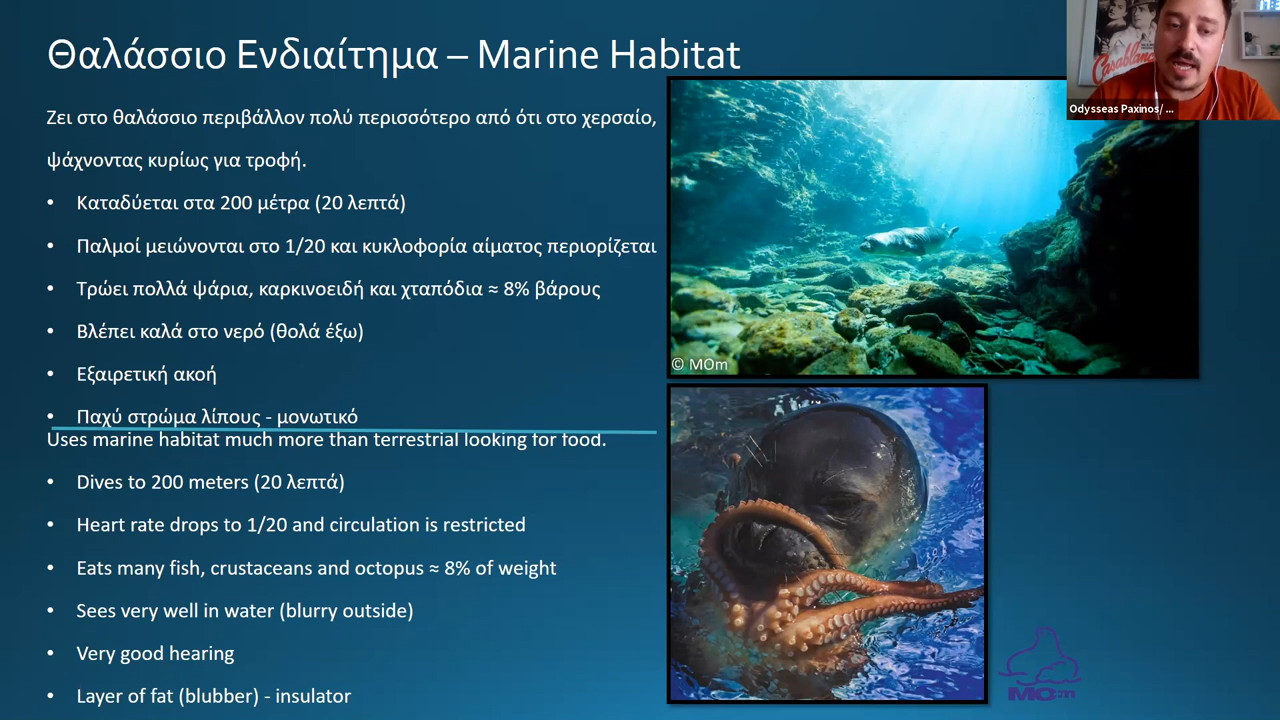 Θαλάσσιο Ενδιαίτημα – Marine Habitat
Ζει στο θαλάσσιο περιβάλλον πολύ περισσότερο από ότι στο χερσαίο,
ψάχνοντας κυρίως για τροφή.
• Καταδύεται στα 200 μέτρα (20 λεπτά)
• Παλμοί μειώνονται στο 1/20 και κυκλοφορία αίματος περιορίζεται
• Τρώει πολλά ψάρια, καρκινοειδή και χταπόδια ≈ 8% βάρους
• Βλέπει καλά στο νερό (θολά έξω)
• Εξαιρετική ακοή
• Παχύ στρώμα λίπους - μονωτικό
Uses marine habitat much more than terrestrial looking for food.
• Dives to 200 meters (20 λεπτά)
• Heart rate drops to 1/20 and circulation is restricted
• Eats many fish, crustaceans and octopus ≈ 8% of weight
• Sees very well in water (blurry outside)
• Very good hearing
• Layer of fat (blubber) - insulator
© MOm
Odysseas Paxinos/ ...
MOm